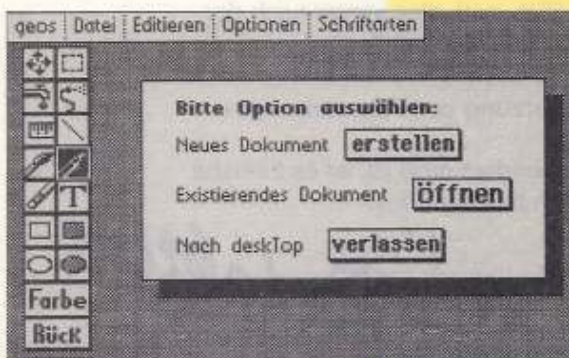 geos Datei Editieren Optionen Schriftarten
Bitte Option auswählen:
Neues Dokument erstellen
Existierendes Dokument öffnen
Nach deskTop verlassen
T
Farbe
Rück